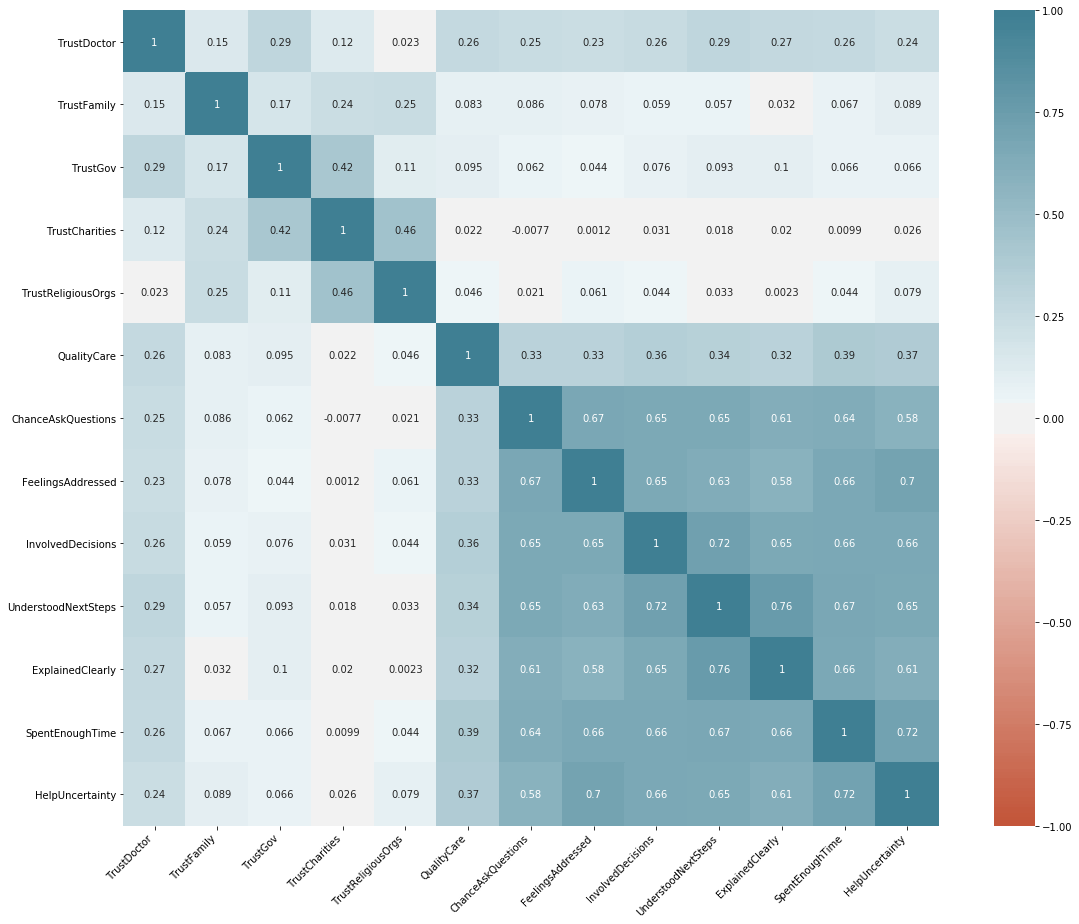 TrustDoctor 1 0.15 0.29 0.12 0.023 0.26 0.25 0.23 0.26 0.29 0.27 0.26 0.24
TrustFamily 0.15 1 0.17 0.24 0.25 0.083 0.086 0.078 0.059 0.057 0.032 0.067 0.089
TrustGov 0.29 0.17 1 0.42 0.11 0.095 0.062 0.044 0.076 0.093 0.1 0.066 0.066
TrustCharities 0.12 0.24 0.42 1 0.46 0.022 -0.0077 0.0012 0.031 0.018 0.02 0.0099 0.026
TrustReligiousOrgs 0.023 0.25 0.11 0.46 1 0.046 0.021 0.061 0.044 0.033 0.0023 0.044 0.079
QualityCare 0.26 0.083 0.095 0.022 0.046 1 0.33 0.33 0.36 0.34 0.32 0.39 0.37
ChanceAskQuestions 0.25 0.086 0.062 -0.0077 0.021 0.33 1 0.67 0.65 0.65 0.61 0.64 0.58
FeelingsAddressed 0.23 0.078 0.044 0.0012 0.061 0.33 0.67 1 0.65 0.63 0.58 0.66 0.7
InvolvedDecisions 0.26 0.059 0.076 0.031 0.044 0.36 0.65 0.65 1 0.72 0.65 0.66 0.66
UnderstoodNextSteps 0.29 0.057 0.093 0.018 0.033 0.34 0.65 0.63 0.72 1 0.76 0.67 0.65
ExplainedClearly 0.27 0.032 0.1 0.02 0.0023 0.32 0.61 0.58 0.65 0.76 1 0.66 0.61
SpentEnoughTime 0.26 0.067 0.066 0.0099 0.044 0.39 0.64 0.66 0.66 0.67 0.66 1 0.72
HelpUncertainty 0.24 0.089 0.066 0.026 0.079 0.37 0.58 0.7 0.66 0.65 0.61 0.72 1
TrustDoctor TrustFamily TrustGov TrustCharities TrustReligiousOrgs QualityCare ChanceAskQuestions FeelingsAddressed InvolvedDecisions UnderstoodNextSteps ExplainedClearly SpentEnoughTime HelpUncertainty
1.00
0.75
0.50
0.25
0.00
−0.25
−0.50
−0.75
−1.00